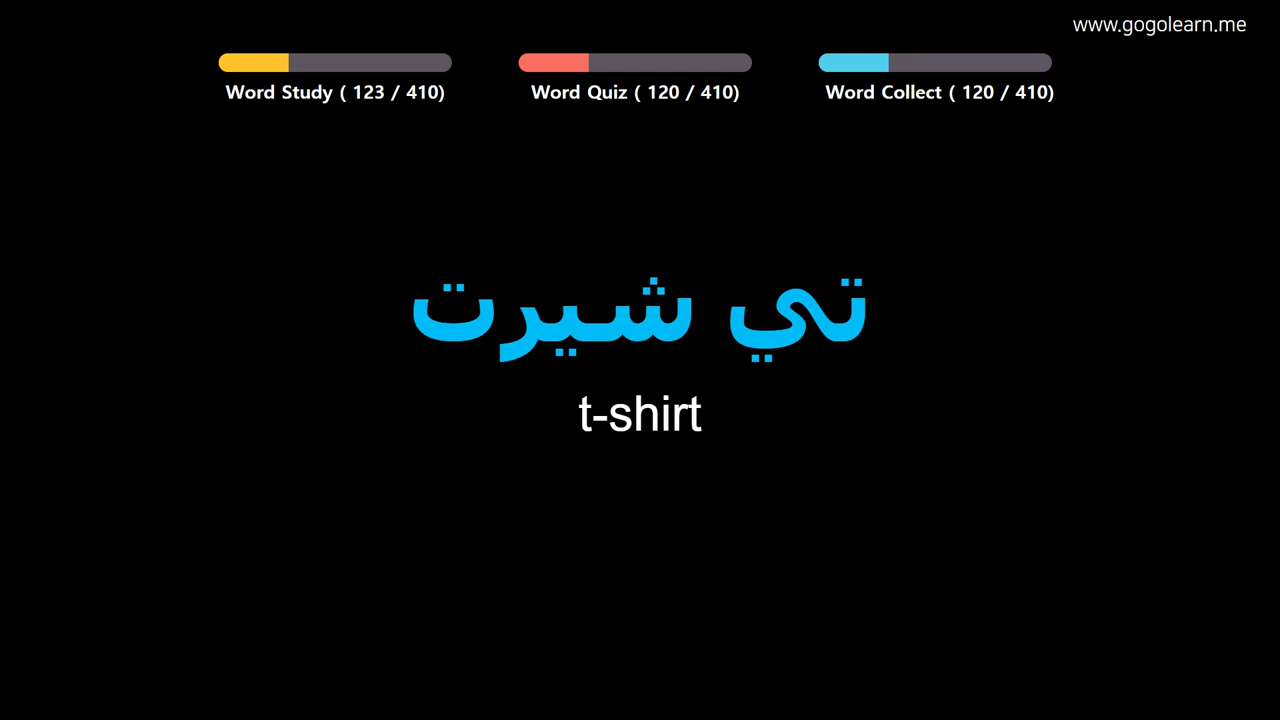 www.gogolearn.me
Word Study ( 123 / 410)
Word Quiz ( 120 / 410)
Word Collect ( 120 / 410)
تي شيرت
t-shirt